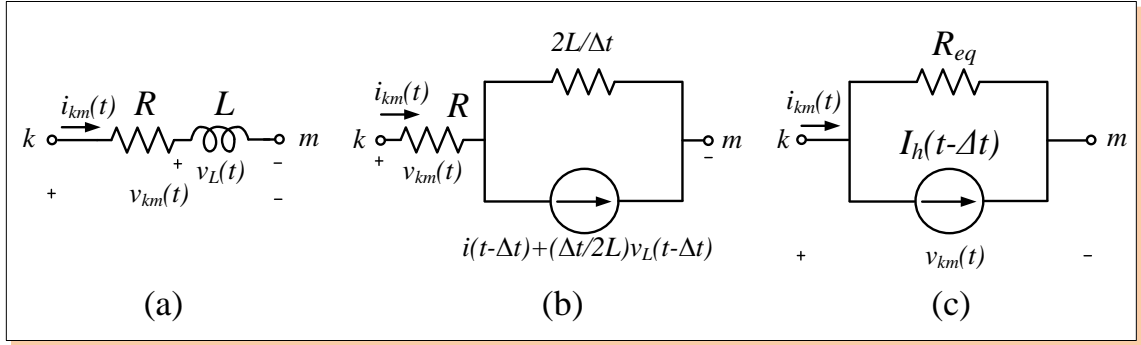 i_km(t) R L
k m
+ v_L(t) −
+ v_km(t) −
(a)
2L/Δt
i_km(t) R
k m
+ v_km(t) −
i(t-Δt)+(Δt/2L)v_L(t-Δt)
(b)
R_eq
i_km(t)
k m
I_h(t-Δt)
+ v_km(t) −
(c)